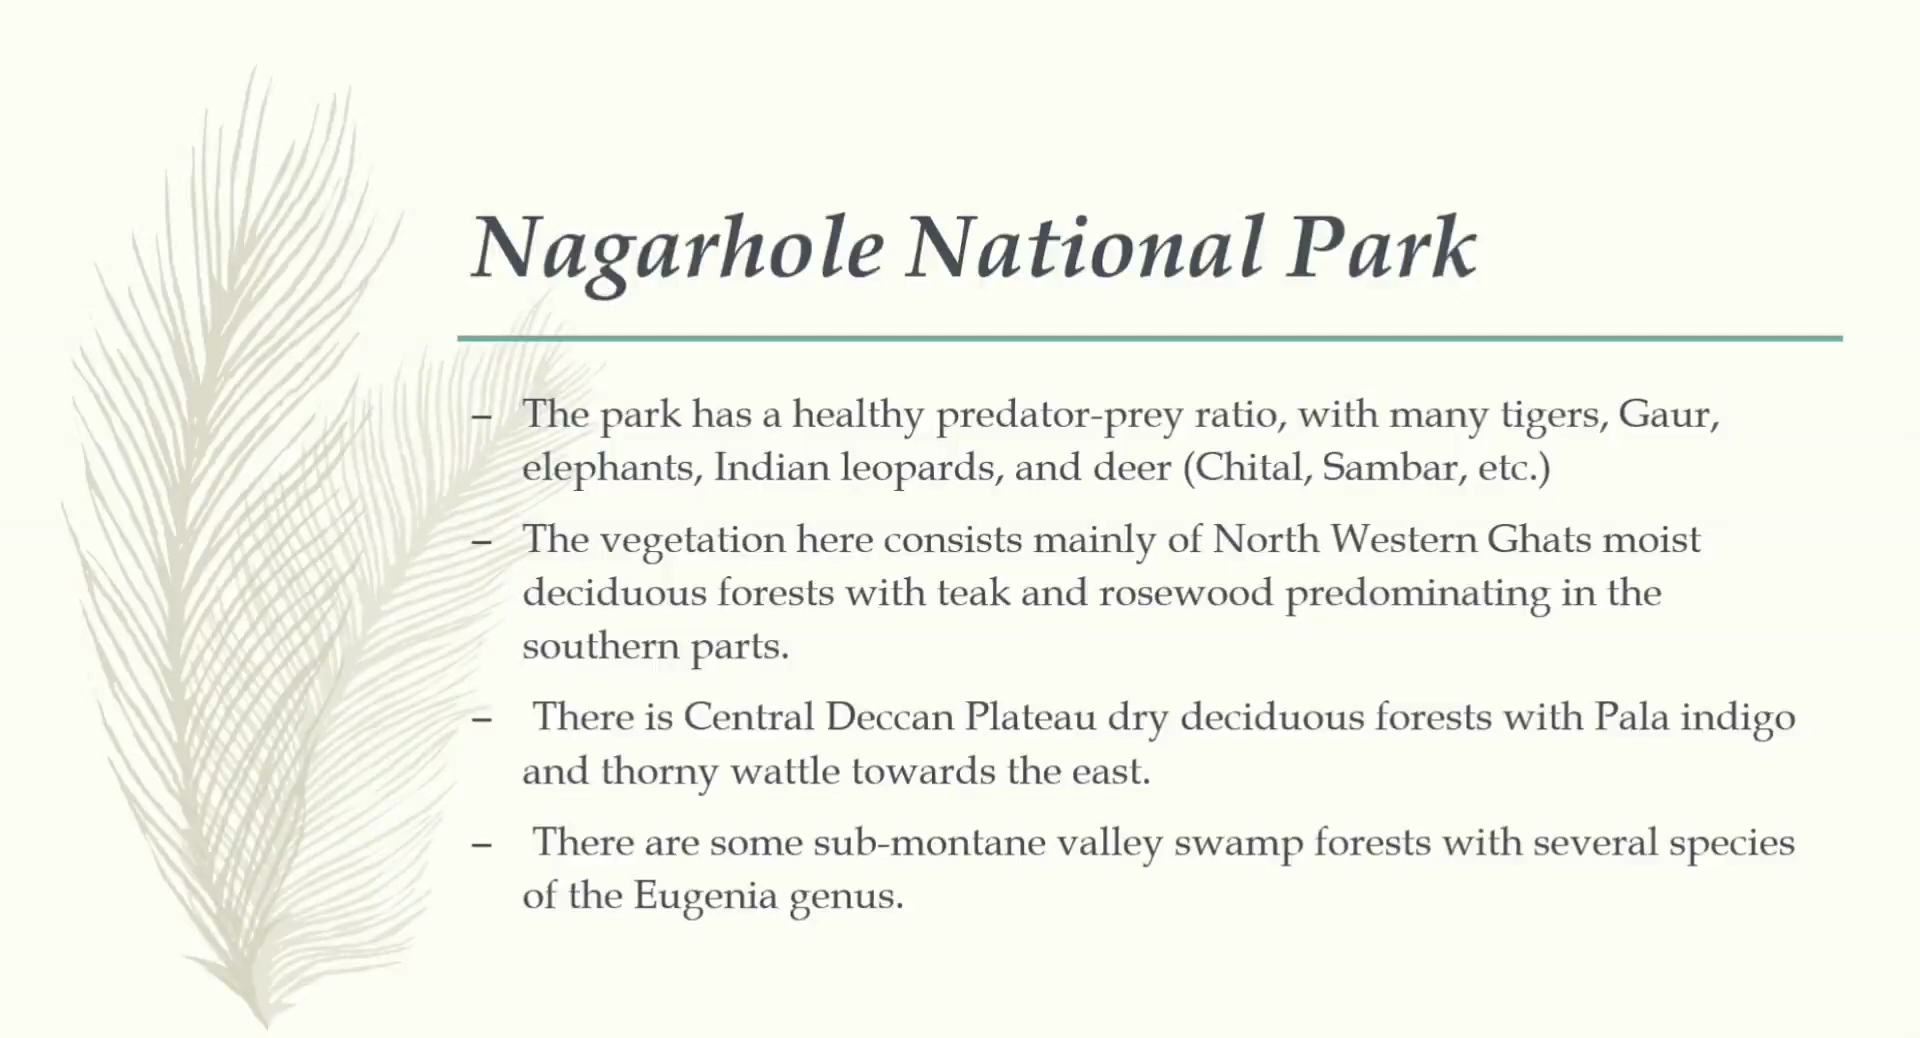 Nagarhole National Park
– The park has a healthy predator-prey ratio, with many tigers, Gaur,
elephants, Indian leopards, and deer (Chital, Sambar, etc.)
– The vegetation here consists mainly of North Western Ghats moist
deciduous forests with teak and rosewood predominating in the
southern parts.
– There is Central Deccan Plateau dry deciduous forests with Pala indigo
and thorny wattle towards the east.
– There are some sub-montane valley swamp forests with several species
of the Eugenia genus.